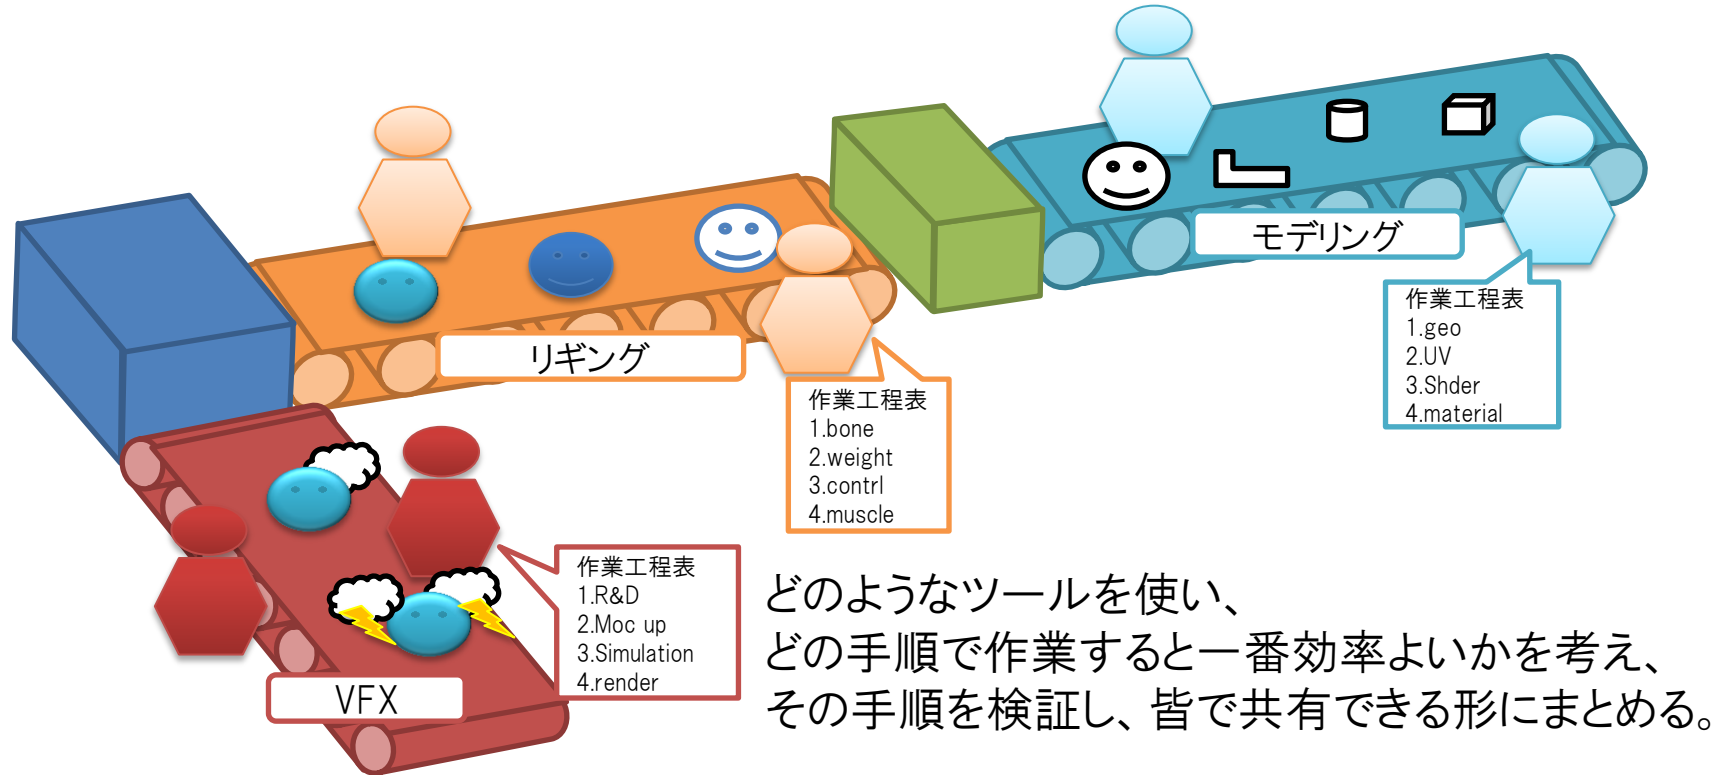 モデリング
作業工程表
1.geo
2.UV
3.Shder
4.material
リギング
作業工程表
1.bone
2.weight
3.contrl
4.muscle
VFX
作業工程表
1.R&D
2.Moc up
3.Simulation
4.render
どのようなツールを使い、
どの手順で作業すると一番効率よいかを考え、
その手順を検証し、皆で共有できる形にまとめる。